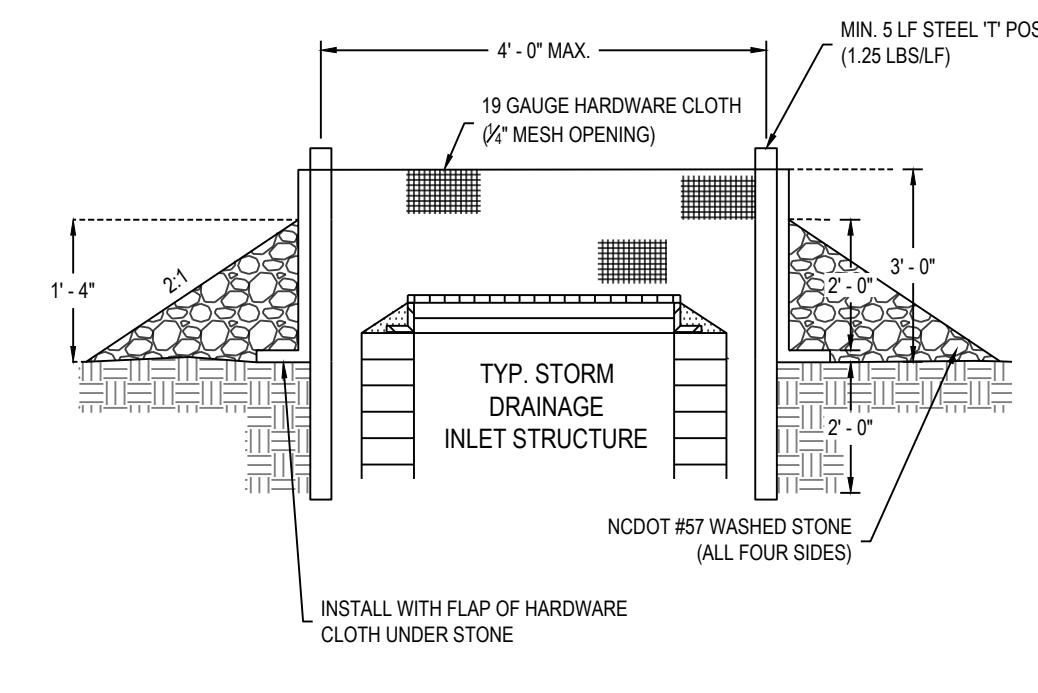 MIN. 5 LF STEEL 'T' POS
(1.25 LBS/LF)
4' - 0" MAX.
19 GAUGE HARDWARE CLOTH
(1/4" MESH OPENING)
1' - 4"
2:1
2' - 0"
3' - 0"
TYP. STORM
DRAINAGE
INLET STRUCTURE
2' - 0"
NCDOT #57 WASHED STONE
(ALL FOUR SIDES)
INSTALL WITH FLAP OF HARDWARE
CLOTH UNDER STONE